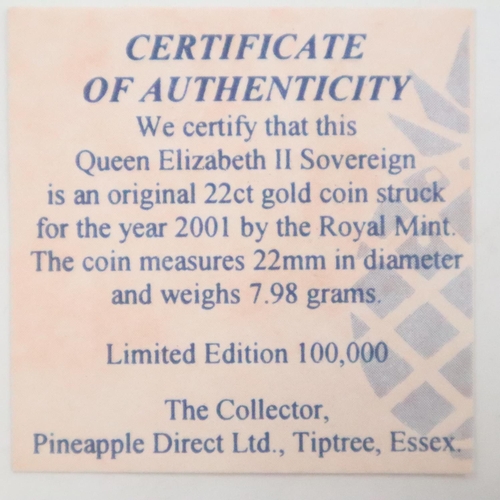 CERTIFICATE
OF AUTHENTICITY
We certify that this
Queen Elizabeth II Sovereign
is an original 22ct gold coin struck
for the year 2001 by the Royal Mint.
The coin measures 22mm in diameter
and weighs 7.98 grams.
Limited Edition 100,000
The Collector,
Pineapple Direct Ltd., Tiptree, Essex.